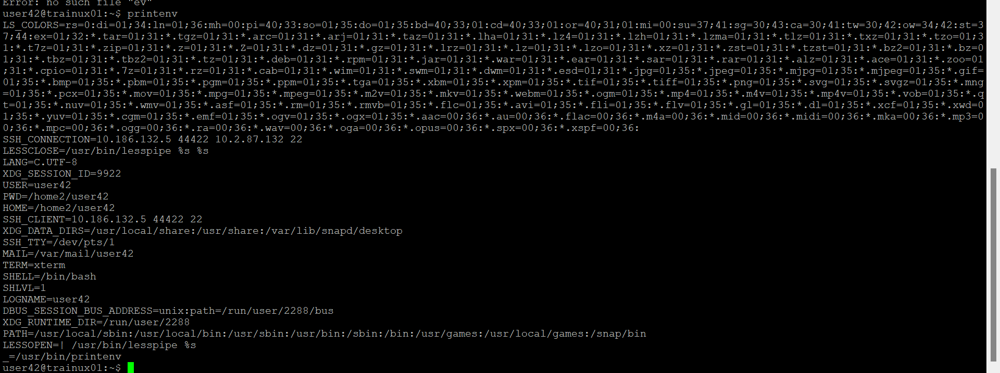 Error: no such file "ev"
user42@trainux01:~$ printenv
LS_COLORS=rs=0:di=01;34:ln=01;36:mh=00:pi=40;33:so=01;35:do=01;35:bd=40;33;01:cd=40;33;01:or=40;31;01:mi=00:su=37;41:sg=30;43:ca=30;41:tw=30;42:ow=34;42:st=3
7;44:ex=01;32:*.tar=01;31:*.tgz=01;31:*.arc=01;31:*.arj=01;31:*.taz=01;31:*.lha=01;31:*.lz4=01;31:*.lzh=01;31:*.lzma=01;31:*.tlz=01;31:*.txz=01;31:*.tzo=01;3
1:*.t7z=01;31:*.zip=01;31:*.z=01;31:*.Z=01;31:*.dz=01;31:*.gz=01;31:*.lrz=01;31:*.lz=01;31:*.lzo=01;31:*.xz=01;31:*.zst=01;31:*.tzst=01;31:*.bz2=01;31:*.bz=0
1;31:*.tbz=01;31:*.tbz2=01;31:*.tz=01;31:*.deb=01;31:*.rpm=01;31:*.jar=01;31:*.war=01;31:*.ear=01;31:*.sar=01;31:*.rar=01;31:*.alz=01;31:*.ace=01;31:*.zoo=01
;31:*.cpio=01;31:*.7z=01;31:*.rz=01;31:*.cab=01;31:*.wim=01;31:*.swm=01;31:*.dwm=01;31:*.esd=01;31:*.jpg=01;35:*.jpeg=01;35:*.mjpg=01;35:*.mjpeg=01;35:*.gif=
01;35:*.bmp=01;35:*.pbm=01;35:*.pgm=01;35:*.ppm=01;35:*.tga=01;35:*.xbm=01;35:*.xpm=01;35:*.tif=01;35:*.tiff=01;35:*.png=01;35:*.svg=01;35:*.svgz=01;35:*.mng
=01;35:*.pcx=01;35:*.mov=01;35:*.mpg=01;35:*.mpeg=01;35:*.m2v=01;35:*.mkv=01;35:*.webm=01;35:*.ogm=01;35:*.mp4=01;35:*.m4v=01;35:*.mp4v=01;35:*.vob=01;35:*.q
t=01;35:*.nuv=01;35:*.wmv=01;35:*.asf=01;35:*.rm=01;35:*.rmvb=01;35:*.flc=01;35:*.avi=01;35:*.fli=01;35:*.flv=01;35:*.gl=01;35:*.dl=01;35:*.xcf=01;35:*.xwd=0
1;35:*.yuv=01;35:*.cgm=01;35:*.emf=01;35:*.ogv=01;35:*.ogx=01;35:*.aac=00;36:*.au=00;36:*.flac=00;36:*.m4a=00;36:*.mid=00;36:*.midi=00;36:*.mka=00;36:*.mp3=0
0;36:*.mpc=00;36:*.ogg=00;36:*.ra=00;36:*.wav=00;36:*.oga=00;36:*.opus=00;36:*.spx=00;36:*.xspf=00;36:
SSH_CONNECTION=10.186.132.5 44422 10.2.87.132 22
LESSCLOSE=/usr/bin/lesspipe %s %s
LANG=C.UTF-8
XDG_SESSION_ID=9922
USER=user42
PWD=/home2/user42
HOME=/home2/user42
SSH_CLIENT=10.186.132.5 44422 22
XDG_DATA_DIRS=/usr/local/share:/usr/share:/var/lib/snapd/desktop
SSH_TTY=/dev/pts/1
MAIL=/var/mail/user42
TERM=xterm
SHELL=/bin/bash
SHLVL=1
LOGNAME=user42
DBUS_SESSION_BUS_ADDRESS=unix:path=/run/user/2288/bus
XDG_RUNTIME_DIR=/run/user/2288
PATH=/usr/local/sbin:/usr/local/bin:/usr/sbin:/usr/bin:/sbin:/bin:/usr/games:/usr/local/games:/snap/bin
LESSOPEN=| /usr/bin/lesspipe %s
_=/usr/bin/printenv
user42@trainux01:~$